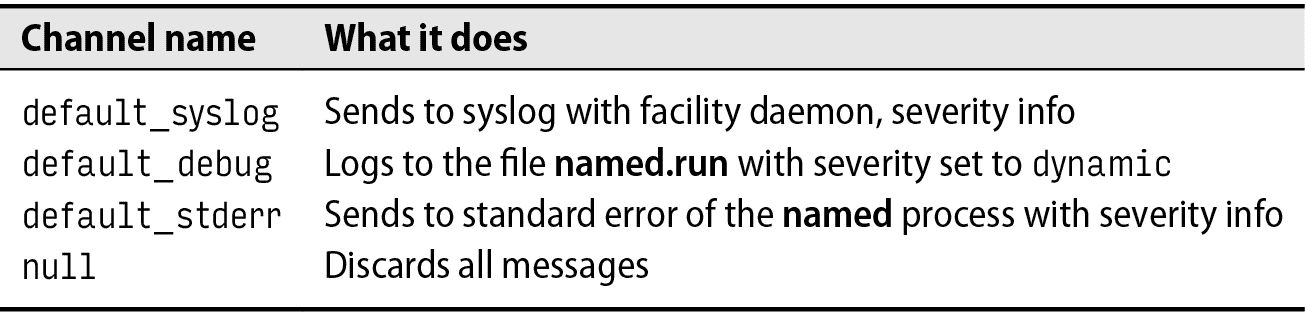 Channel name What it does
default_syslog Sends to syslog with facility daemon, severity info
default_debug Logs to the file named.run with severity set to dynamic
default_stderr Sends to standard error of the named process with severity info
null Discards all messages